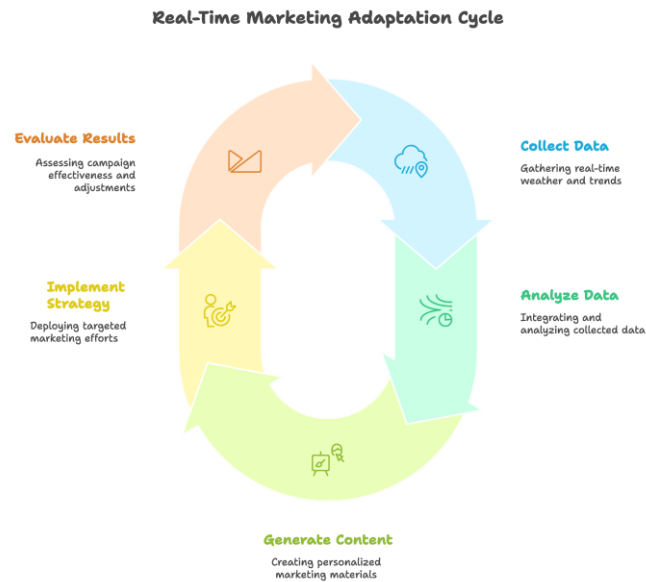 Real-Time Marketing Adaptation Cycle
Evaluate Results
Assessing campaign
effectiveness and
adjustments
Collect Data
Gathering real-time
weather and trends
Implement
Strategy
Deploying targeted
marketing efforts
Analyze Data
Integrating and
analyzing collected data
Generate Content
Creating personalized
marketing materials